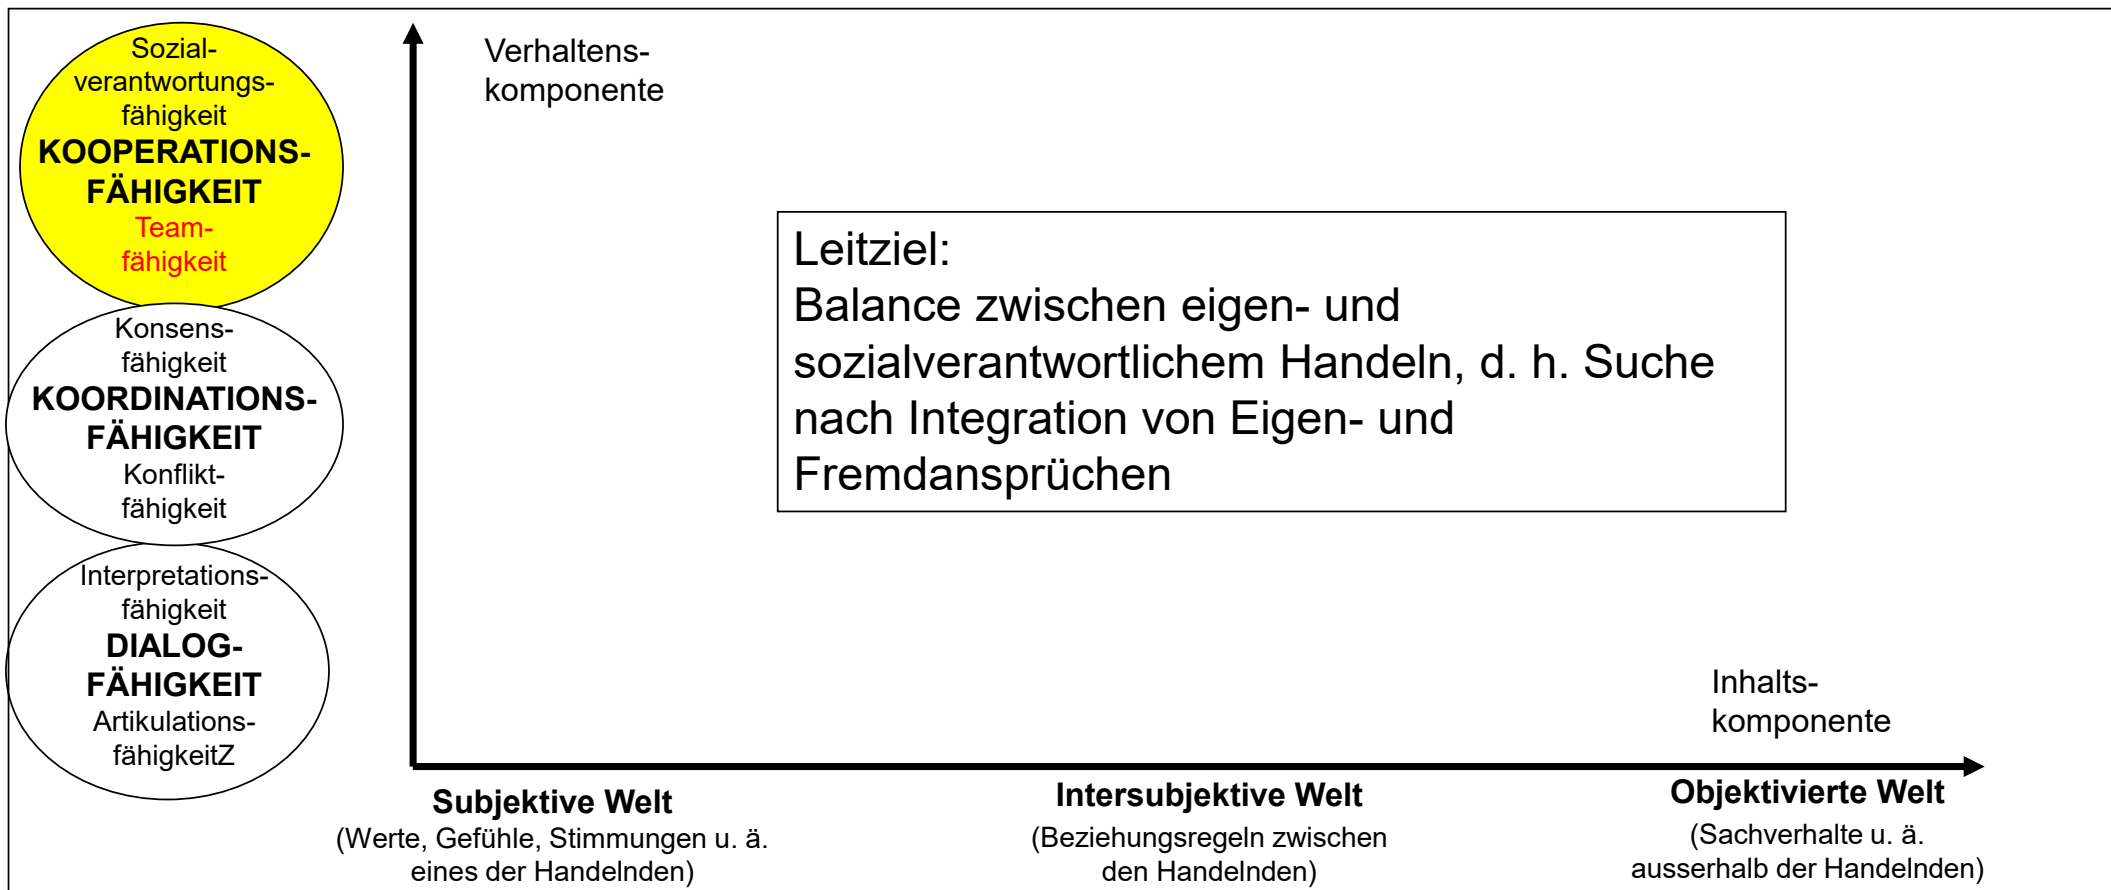 Sozial-
verantwortungs-
fähigkeit
KOOPERATIONS-
FÄHIGKEIT
Team-
fähigkeit
Konsens-
fähigkeit
KOORDINATIONS-
FÄHIGKEIT
Konflikt-
fähigkeit
Interpretations-
fähigkeit
DIALOG-
FÄHIGKEIT
Artikulations-
fähigkeitZ
Verhaltens-
komponente
Leitziel:
Balance zwischen eigen- und
sozialverantwortlichem Handeln, d. h. Suche
nach Integration von Eigen- und
Fremdansprüchen
Inhalts-
komponente
Subjektive Welt
(Werte, Gefühle, Stimmungen u. ä.
eines der Handelnden)
Intersubjektive Welt
(Beziehungsregeln zwischen
den Handelnden)
Objektivierte Welt
(Sachverhalte u. ä.
ausserhalb der Handelnden)